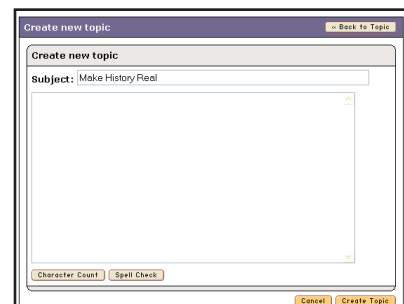 Create new topic « Back to Topic
Create new topic
Subject: Make History Real
Character Count Spell Check
Cancel Create Topic